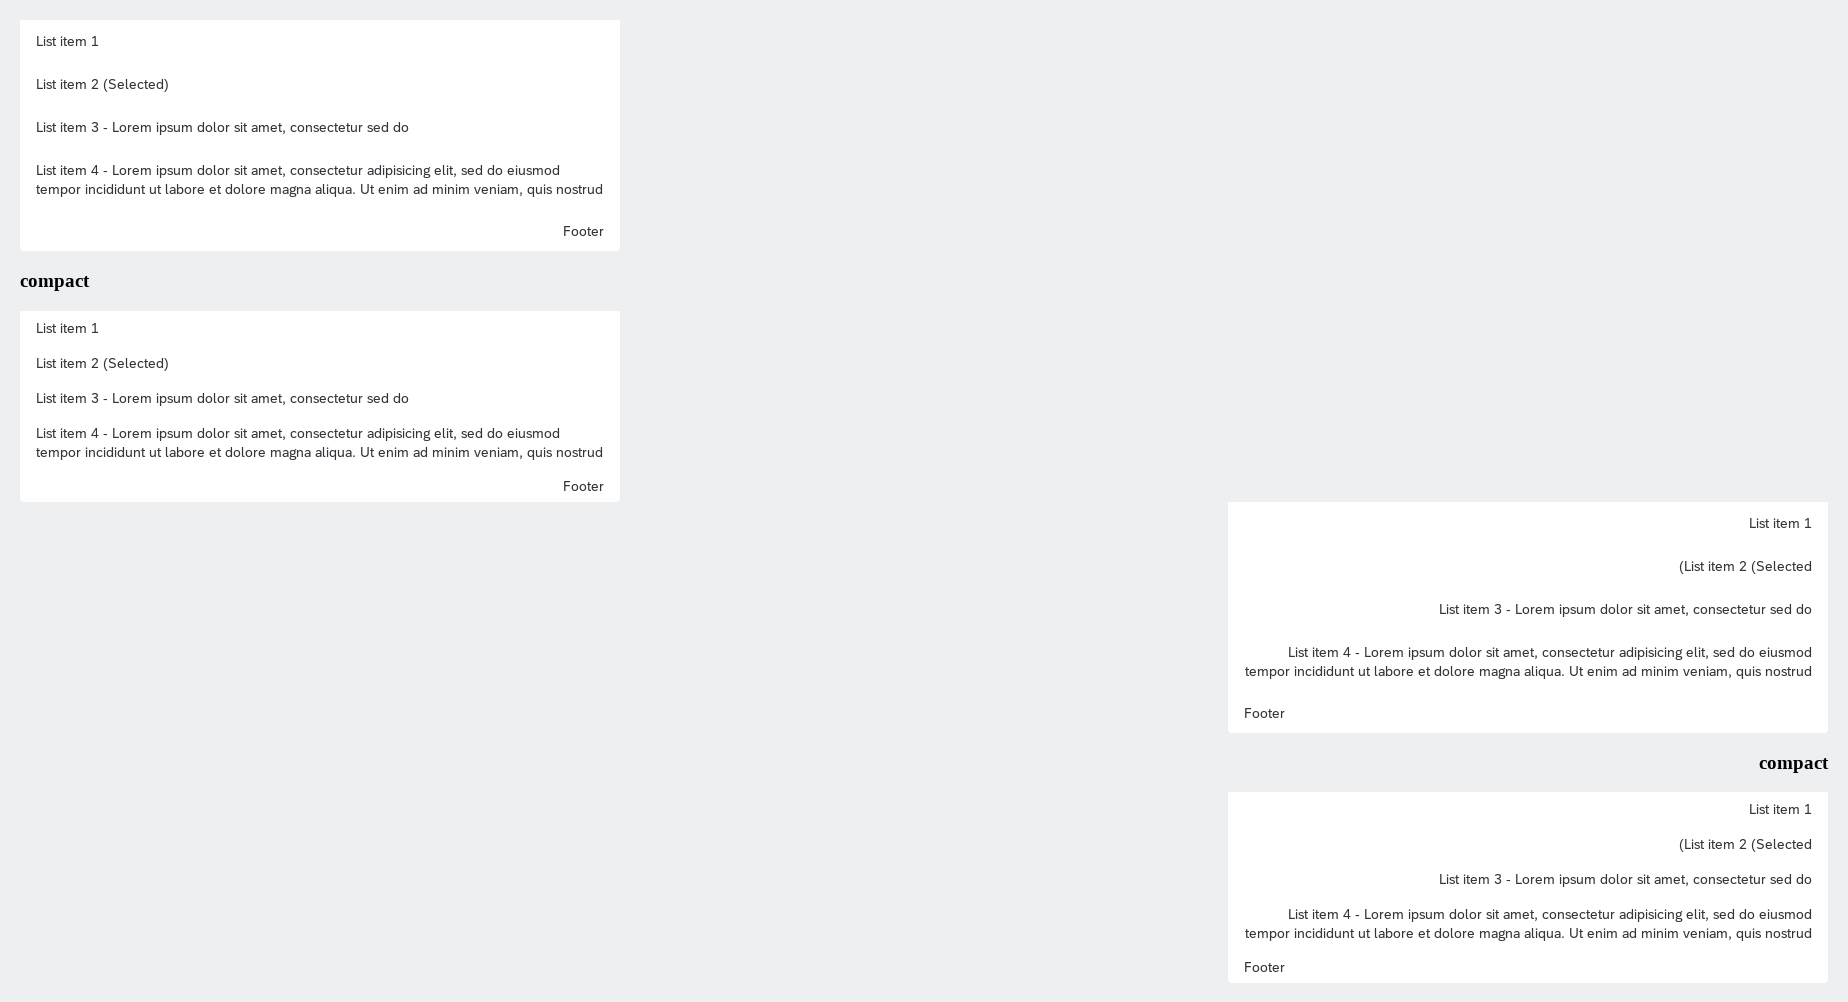 List item 1
List item 2 (Selected)
List item 3 - Lorem ipsum dolor sit amet, consectetur sed do
List item 4 - Lorem ipsum dolor sit amet, consectetur adipisicing elit, sed do eiusmod
tempor incididunt ut labore et dolore magna aliqua. Ut enim ad minim veniam, quis nostrud
Footer
compact
List item 1
List item 2 (Selected)
List item 3 - Lorem ipsum dolor sit amet, consectetur sed do
List item 4 - Lorem ipsum dolor sit amet, consectetur adipisicing elit, sed do eiusmod
tempor incididunt ut labore et dolore magna aliqua. Ut enim ad minim veniam, quis nostrud
Footer
List item 1
(List item 2 (Selected
List item 3 - Lorem ipsum dolor sit amet, consectetur sed do
List item 4 - Lorem ipsum dolor sit amet, consectetur adipisicing elit, sed do eiusmod
tempor incididunt ut labore et dolore magna aliqua. Ut enim ad minim veniam, quis nostrud
Footer
compact
List item 1
(List item 2 (Selected
List item 3 - Lorem ipsum dolor sit amet, consectetur sed do
List item 4 - Lorem ipsum dolor sit amet, consectetur adipisicing elit, sed do eiusmod
tempor incididunt ut labore et dolore magna aliqua. Ut enim ad minim veniam, quis nostrud
Footer